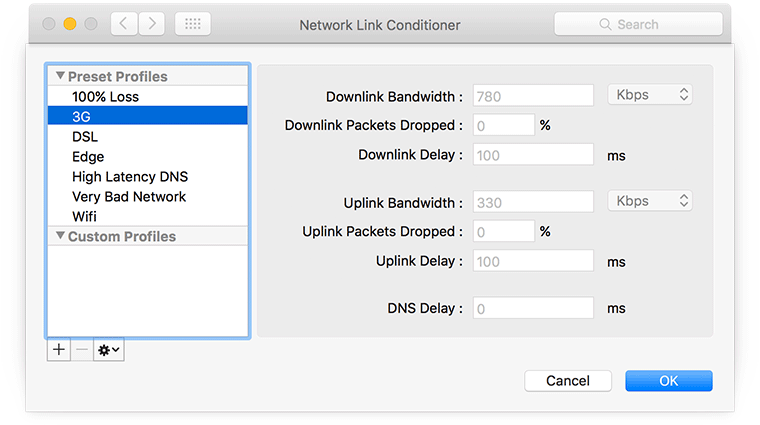 Network Link Conditioner
Search
Preset Profiles
100% Loss
3G
DSL
Edge
High Latency DNS
Very Bad Network
Wifi
Custom Profiles
Downlink Bandwidth : 780 Kbps
Downlink Packets Dropped : 0 %
Downlink Delay : 100 ms
Uplink Bandwidth : 330 Kbps
Uplink Packets Dropped : 0 %
Uplink Delay : 100 ms
DNS Delay : 0 ms
Cancel OK